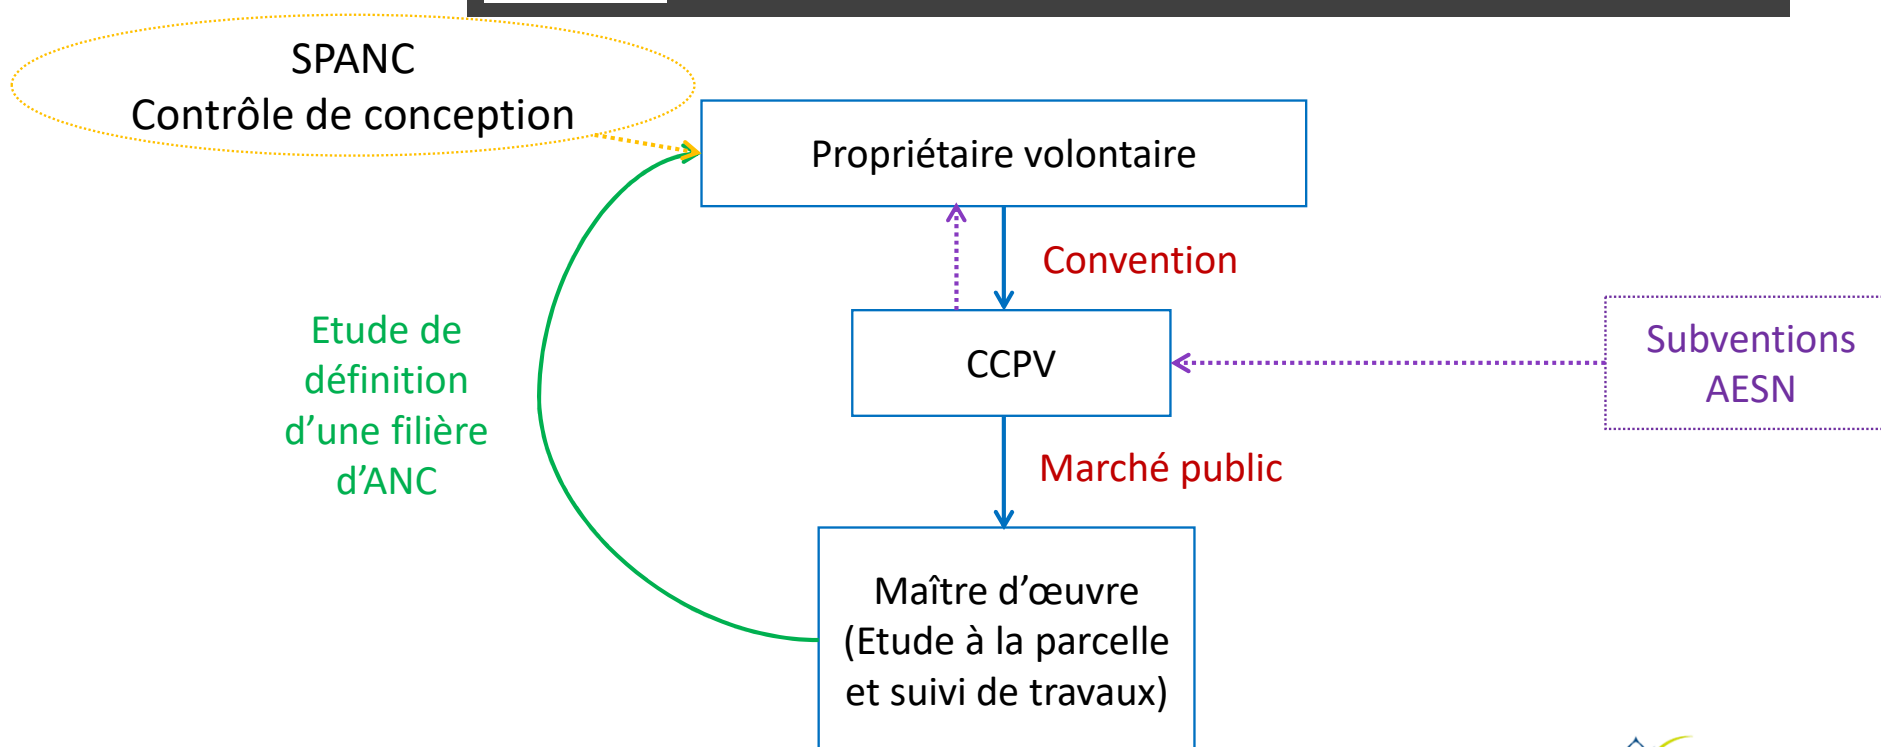 SPANC
Contrôle de conception
Propriétaire volontaire
Convention
Etude de
définition
d’une filière
d’ANC
CCPV
Subventions
AESN
Marché public
Maître d’œuvre
(Etude à la parcelle
et suivi de travaux)